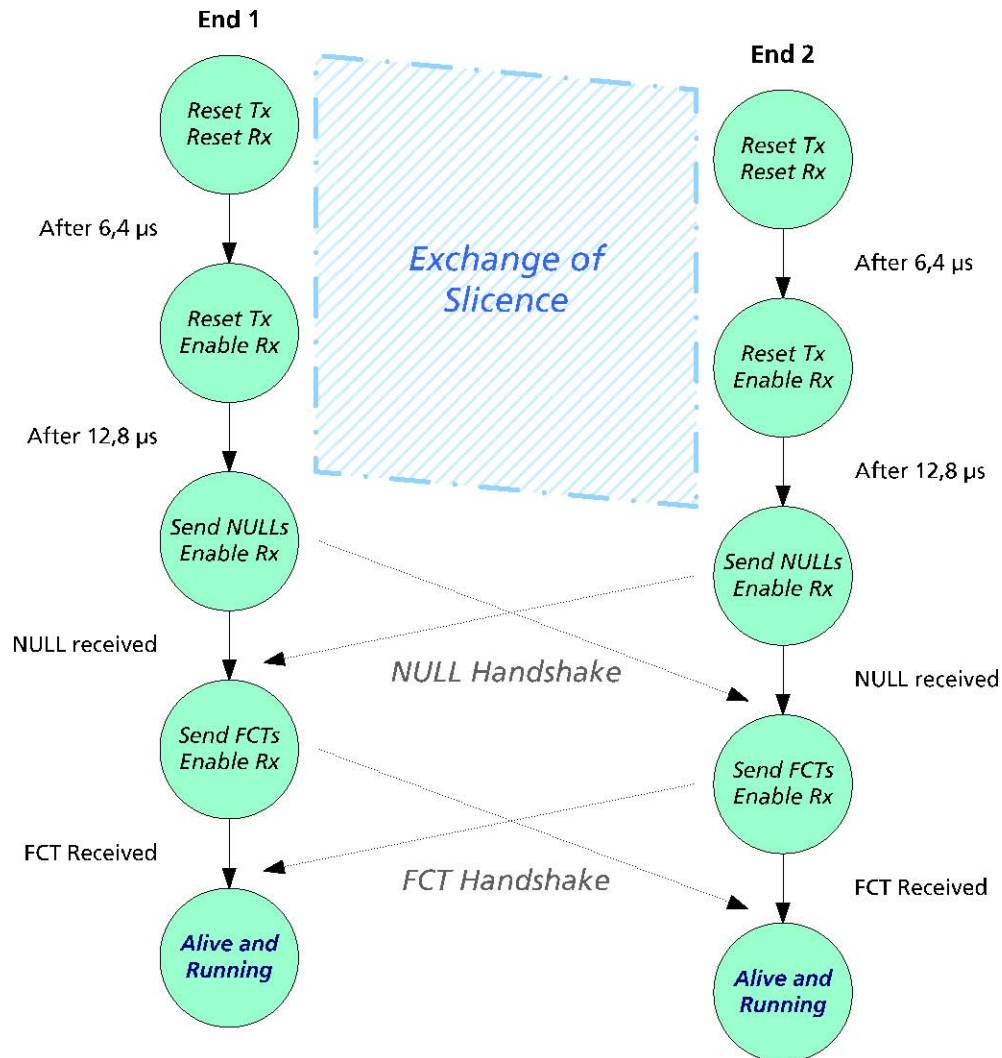 End 1
End 2
Reset Tx
Reset Rx
Reset Tx
Reset Rx
After 6,4 µs
After 6,4 µs
Exchange of
Slicence
Reset Tx
Enable Rx
Reset Tx
Enable Rx
After 12,8 µs
After 12,8 µs
Send NULLs
Enable Rx
Send NULLs
Enable Rx
NULL received
NULL Handshake
NULL received
Send FCTs
Enable Rx
Send FCTs
Enable Rx
FCT Received
FCT Handshake
FCT Received
Alive and
Running
Alive and
Running